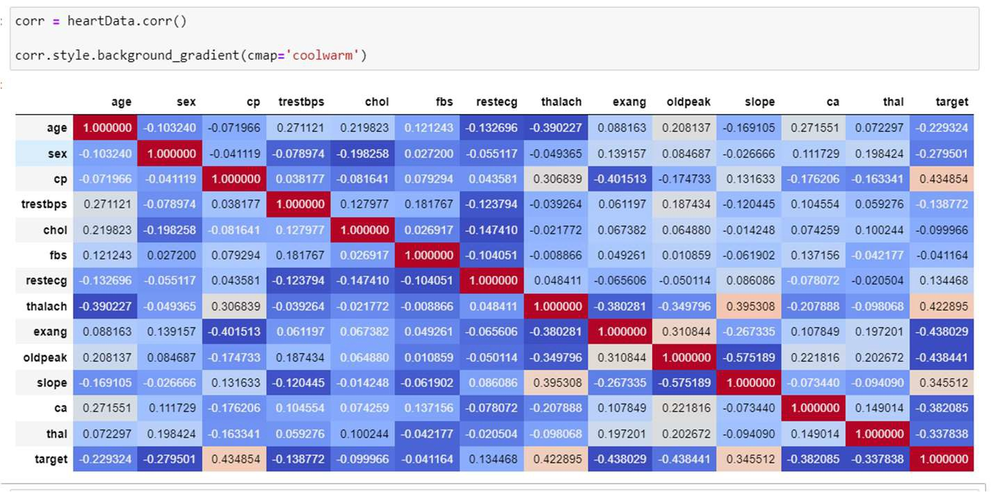 corr = heartData.corr()
corr.style.background_gradient(cmap='coolwarm')
age sex cp trestbps chol fbs restecg thalach exang oldpeak slope ca thal target
age 1.000000 -0.103240 -0.071966 0.271121 0.219823 0.121243 -0.132696 -0.390227 0.088163 0.208137 -0.169105 0.271551 0.072297 -0.229324
sex -0.103240 1.000000 -0.041119 -0.078974 -0.198258 0.027200 -0.055117 -0.049365 0.139157 0.084687 -0.026666 0.111729 0.198424 -0.279501
cp -0.071966 -0.041119 1.000000 0.038177 -0.081641 0.079294 0.043581 0.306839 -0.401513 -0.174733 0.131633 -0.176206 -0.163341 0.434854
trestbps 0.271121 -0.078974 0.038177 1.000000 0.127977 0.181767 -0.123794 -0.039264 0.061197 0.187434 -0.120445 0.104554 0.059276 -0.138772
chol 0.219823 -0.198258 -0.081641 0.127977 1.000000 0.026917 -0.147410 -0.021772 0.067382 0.064880 -0.014248 0.074259 0.100244 -0.099966
fbs 0.121243 0.027200 0.079294 0.181767 0.026917 1.000000 -0.104051 -0.008866 0.049261 0.010859 -0.061902 0.137156 -0.042177 -0.041164
restecg -0.132696 -0.055117 0.043581 -0.123794 -0.147410 -0.104051 1.000000 0.048411 -0.065606 -0.050114 0.086086 -0.078072 -0.020504 0.134468
thalach -0.390227 -0.049365 0.306839 -0.039264 -0.021772 -0.008866 0.048411 1.000000 -0.380281 -0.349796 0.395308 -0.207888 -0.098068 0.422895
exang 0.088163 0.139157 -0.401513 0.061197 0.067382 0.049261 -0.065606 -0.380281 1.000000 0.310844 -0.267335 0.107849 0.197201 -0.438029
oldpeak 0.208137 0.084687 -0.174733 0.187434 0.064880 0.010859 -0.050114 -0.349796 0.310844 1.000000 -0.575189 0.221816 0.202672 -0.438441
slope -0.169105 -0.026666 0.131633 -0.120445 -0.014248 -0.061902 0.086086 0.395308 -0.267335 -0.575189 1.000000 -0.073440 -0.094090 0.345512
ca 0.271551 0.111729 -0.176206 0.104554 0.074259 0.137156 -0.078072 -0.207888 0.107849 0.221816 -0.073440 1.000000 0.149014 -0.382085
thal 0.072297 0.198424 -0.163341 0.059276 0.100244 -0.042177 -0.020504 -0.098068 0.197201 0.202672 -0.094090 0.149014 1.000000 -0.337838
target -0.229324 -0.279501 0.434854 -0.138772 -0.099966 -0.041164 0.134468 0.422895 -0.438029 -0.438441 0.345512 -0.382085 -0.337838 1.000000